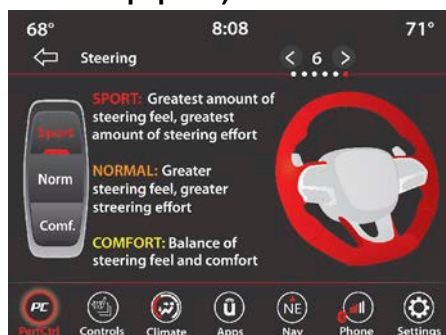 68° 8:08 71°
Steering 6
SPORT: Greatest amount of
steering feel, greatest
amount of steering effort
Sport
NORMAL: Greater
steering feel, greater
streering effort
Norm
COMFORT: Balance of
steering feel and comfort
Comf.
PC Û NE
PerfCtrl Controls Climate Apps Nav Phone Settings